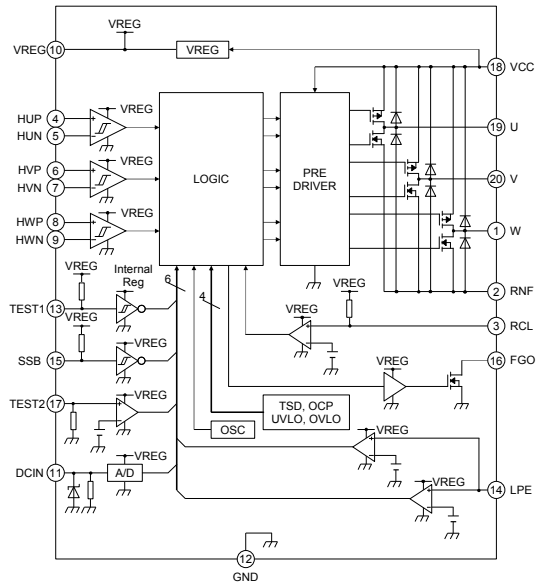 VREG
VREG 10 VREG 18 VCC
HUP 4 VREG
HUN 5 19 U
HVP 6 VREG
HVN 7 LOGIC PRE DRIVER 20 V
HWP 8 VREG
HWN 9 1 W
VREG Internal Reg 6 4 VREG 2 RNF
TEST1 13 VREG 3 RCL
VREG
SSB 15 VREG 16 FGO
TEST2 17 VREG
TSD, OCP
UVLO, OVLO
OSC
VREG
DCIN 11 A/D VREG
VREG 14 LPE
12
GND